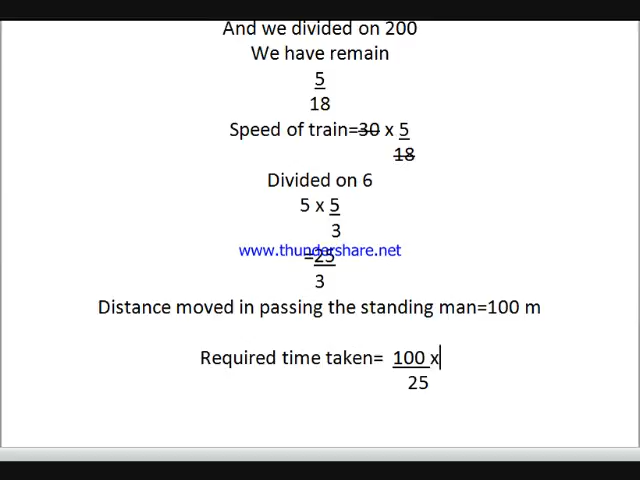 And we divided on 200
We have remain
5
18
Speed of train=30 x 5
18
Divided on 6
5 x 5
3
www.thundershare.net
=25
3
Distance moved in passing the standing man=100 m
Required time taken= 100 x
25